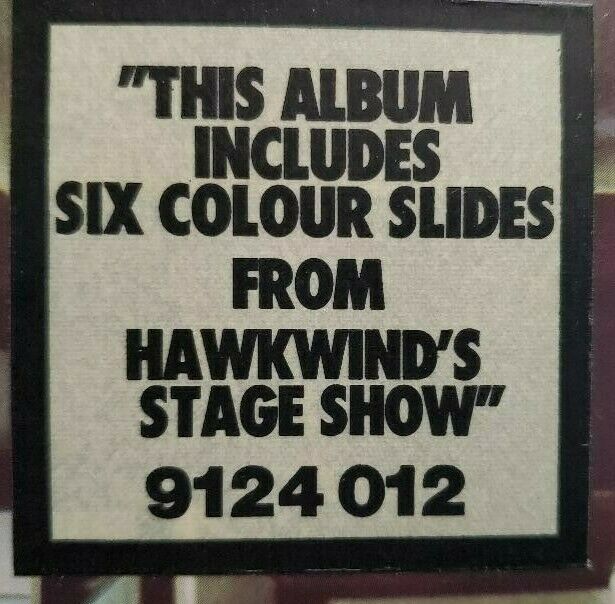 "THIS ALBUM
INCLUDES
SIX COLOUR SLIDES
FROM
HAWKWIND'S
STAGE SHOW"
9124 012